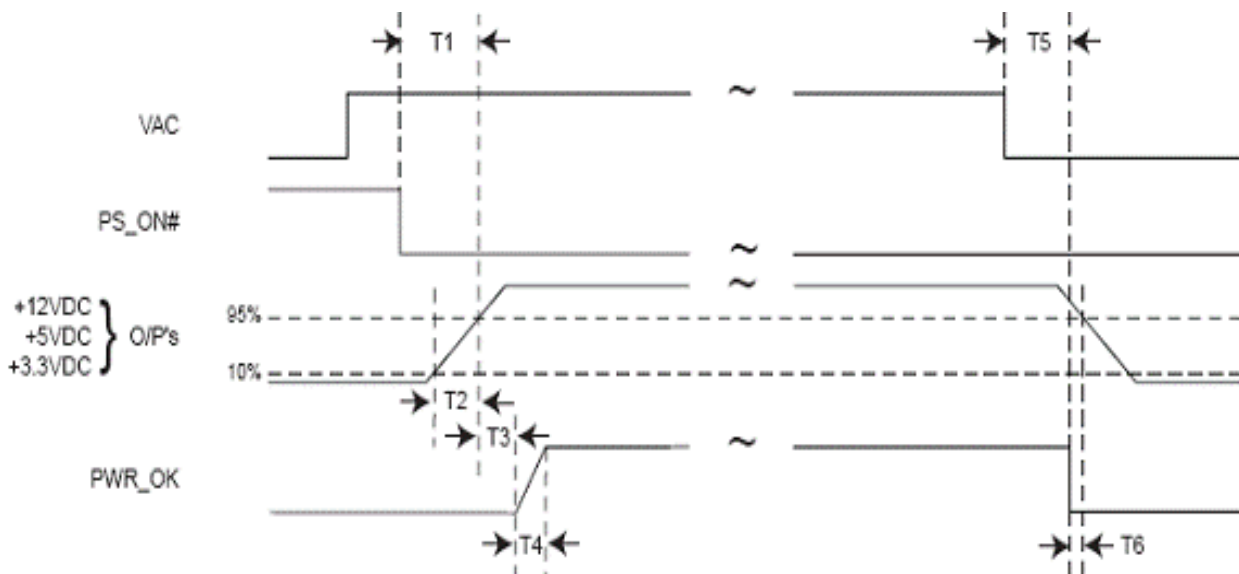 T1
T5
VAC
~
PS_ON#
~
~
+12VDC
+5VDC } O/P's
+3.3VDC
95%
10%
T2
T3
~
PWR_OK
T4
T6